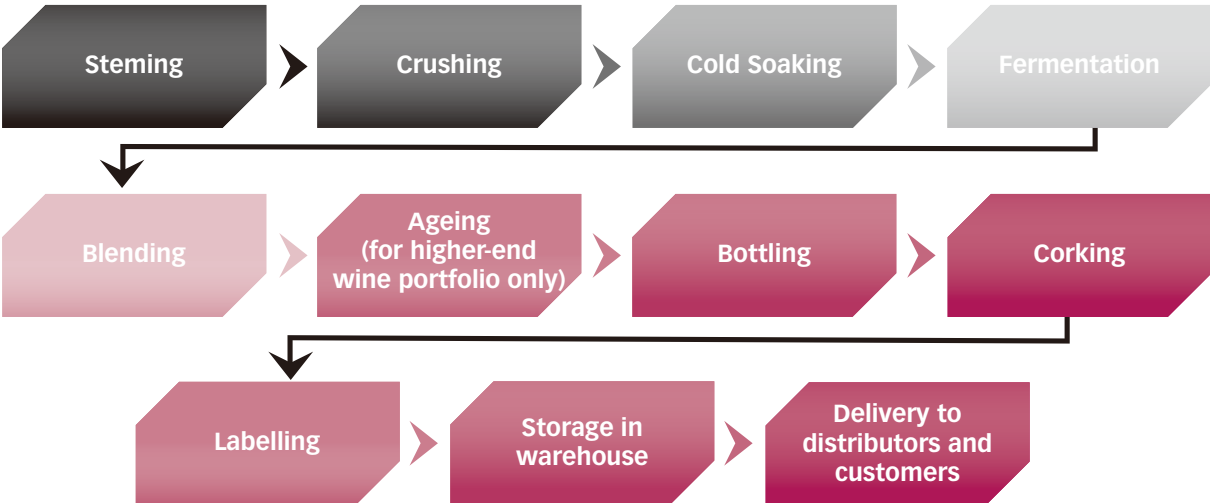 Steming
Crushing
Cold Soaking
Fermentation
Blending
Ageing
(for higher-end
wine portfolio only)
Bottling
Corking
Labelling
Storage in
warehouse
Delivery to
distributors and
customers